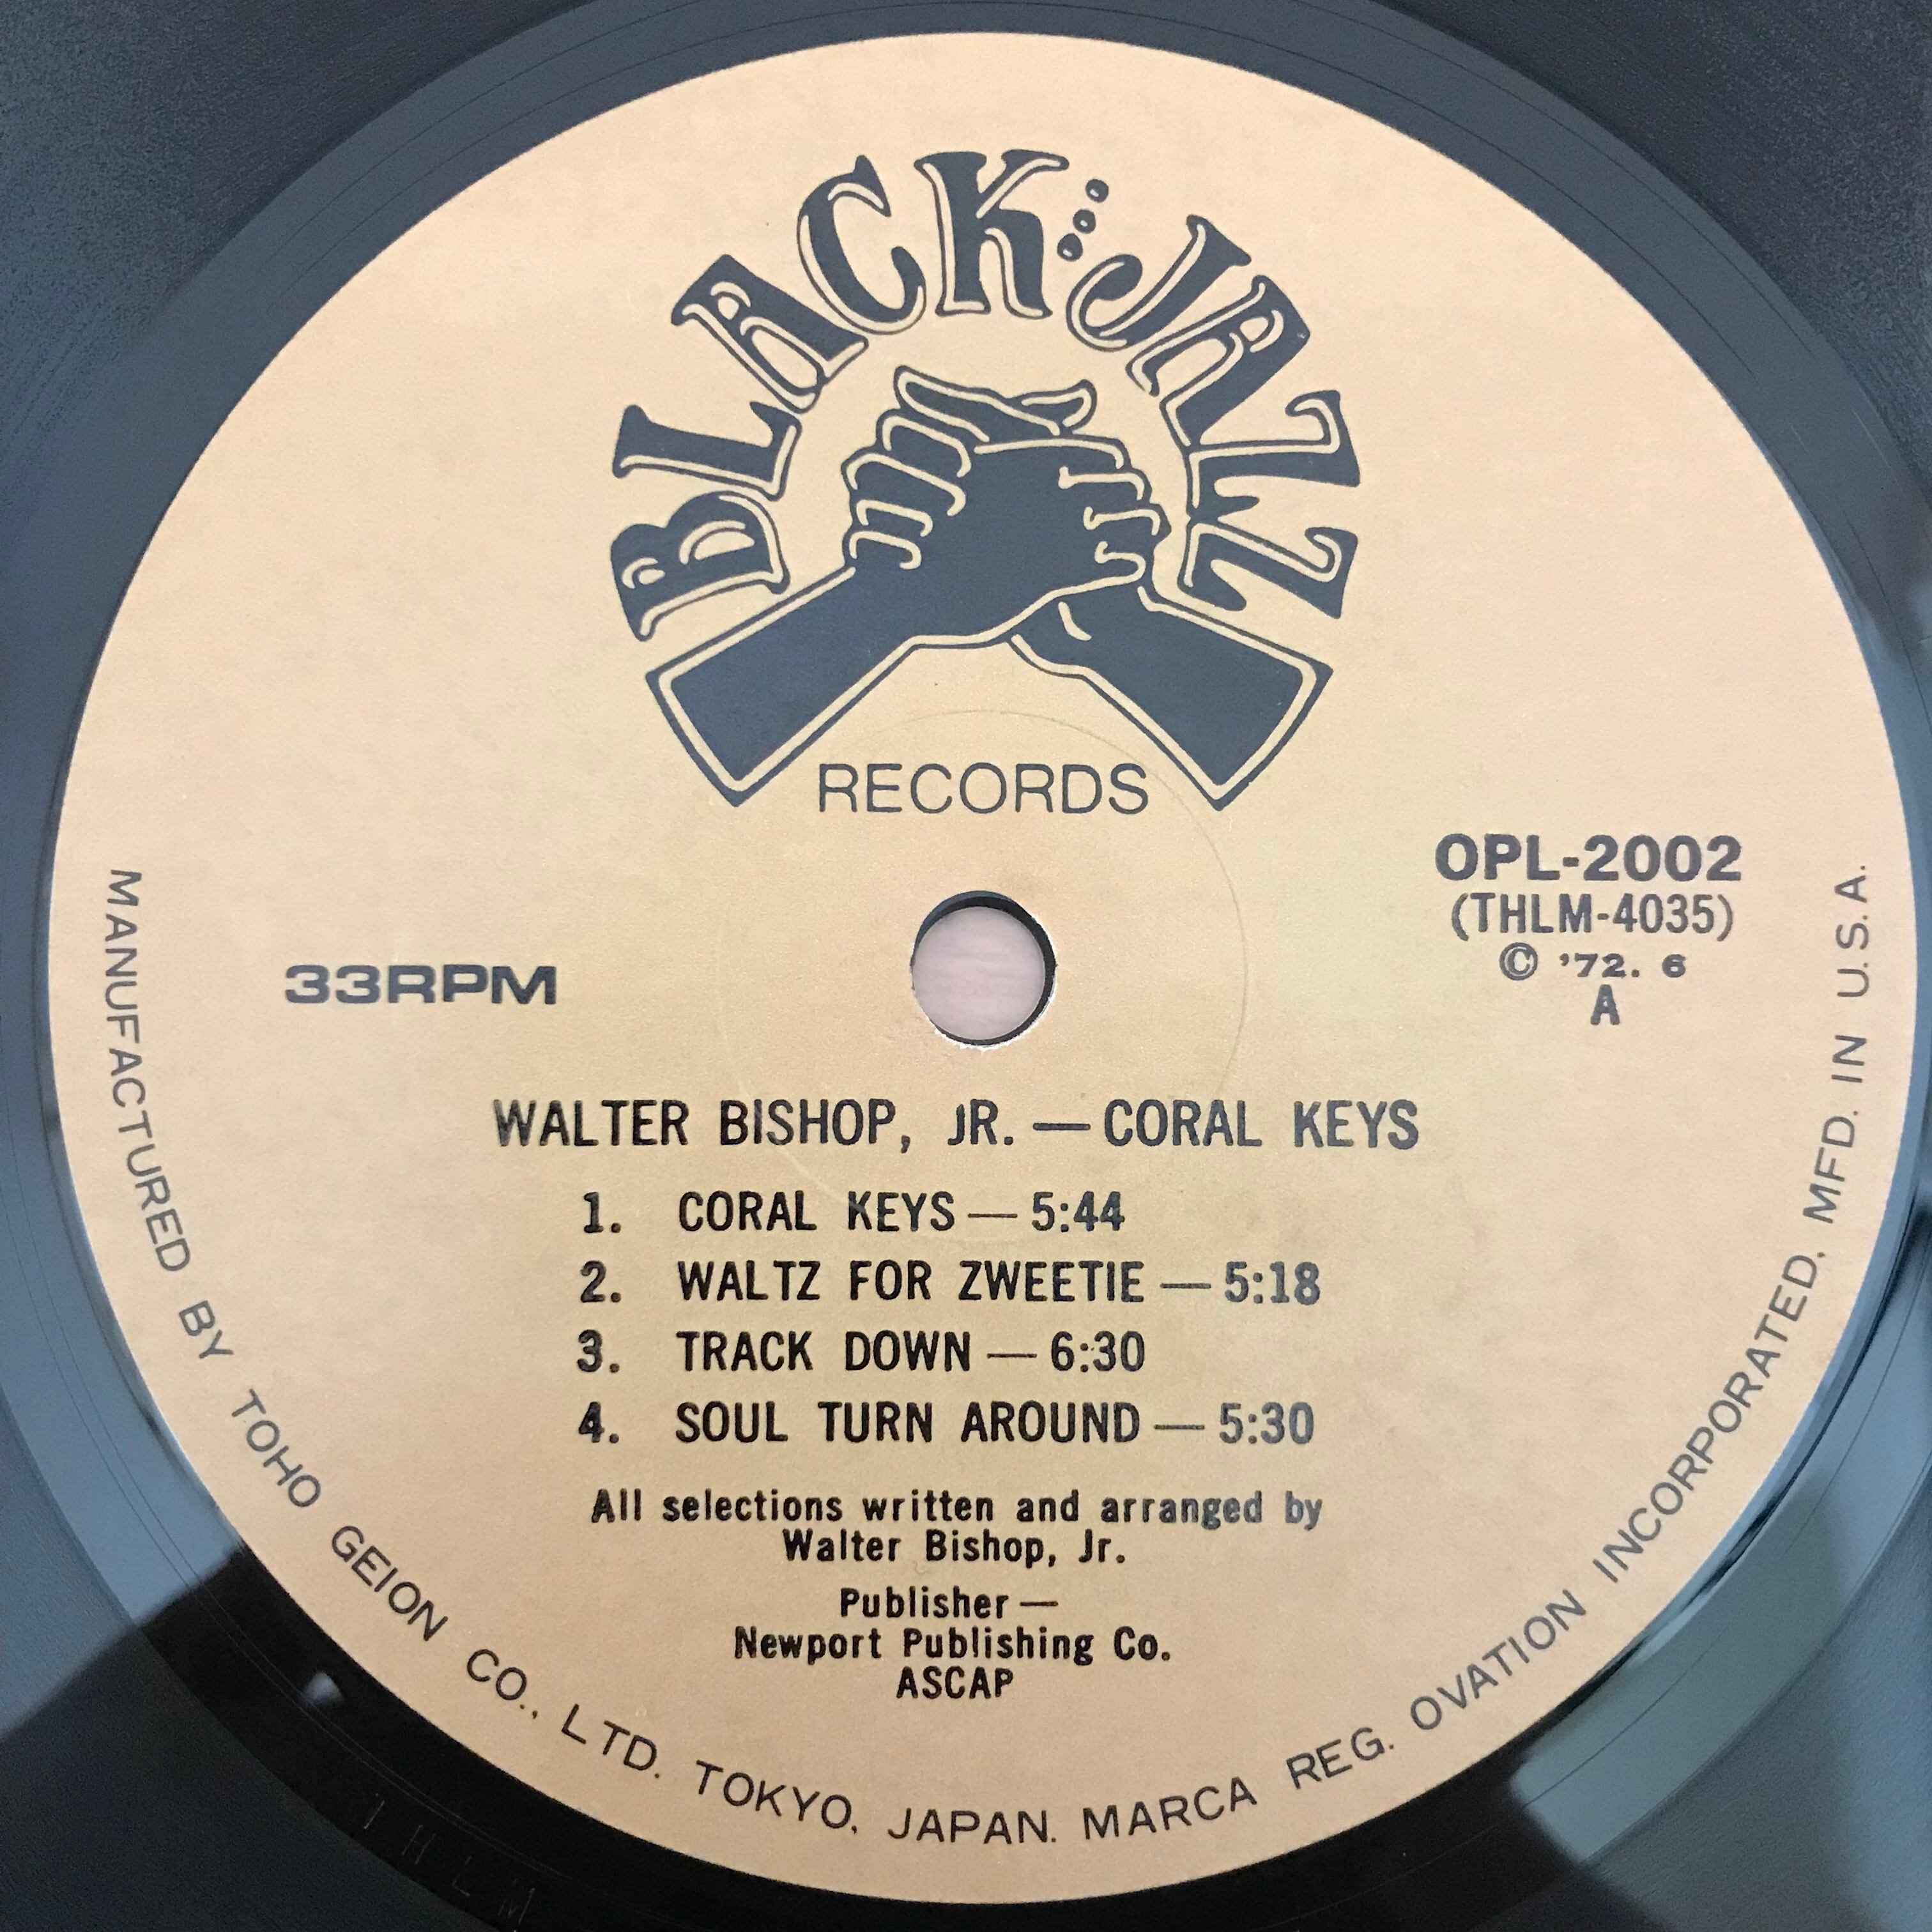 BLACK JAZZ
RECORDS
OPL-2002
(THLM-4035)
© '72. 6
A
33RPM
WALTER BISHOP, JR. — CORAL KEYS
1. CORAL KEYS — 5:44
2. WALTZ FOR ZWEETIE — 5:18
3. TRACK DOWN — 6:30
4. SOUL TURN AROUND — 5:30
All selections written and arranged by
Walter Bishop, Jr.
Publisher —
Newport Publishing Co.
ASCAP
MANUFACTURED BY TOHO GEION CO., LTD. TOKYO, JAPAN. MARCA REG. OVATION INCORPORATED, MFD. IN U.S.A.
THLM